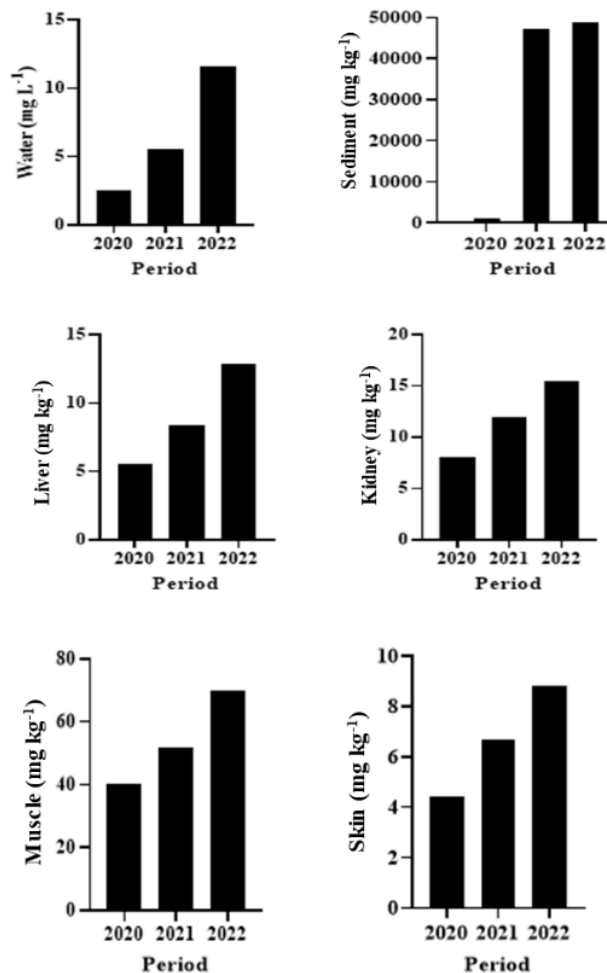 Water (mg L-1)
15
10
5
0
2020 2021 2022
Period
Sediment (mg kg-1)
50000
40000
30000
20000
10000
0
2020 2021 2022
Period
Liver (mg kg-1)
15
10
5
0
2020 2021 2022
Period
Kidney (mg kg-1)
20
15
10
5
0
2020 2021 2022
Period
Muscle (mg kg-1)
80
60
40
20
0
2020 2021 2022
Period
Skin (mg kg-1)
10
8
6
4
2
0
2020 2021 2022
Period